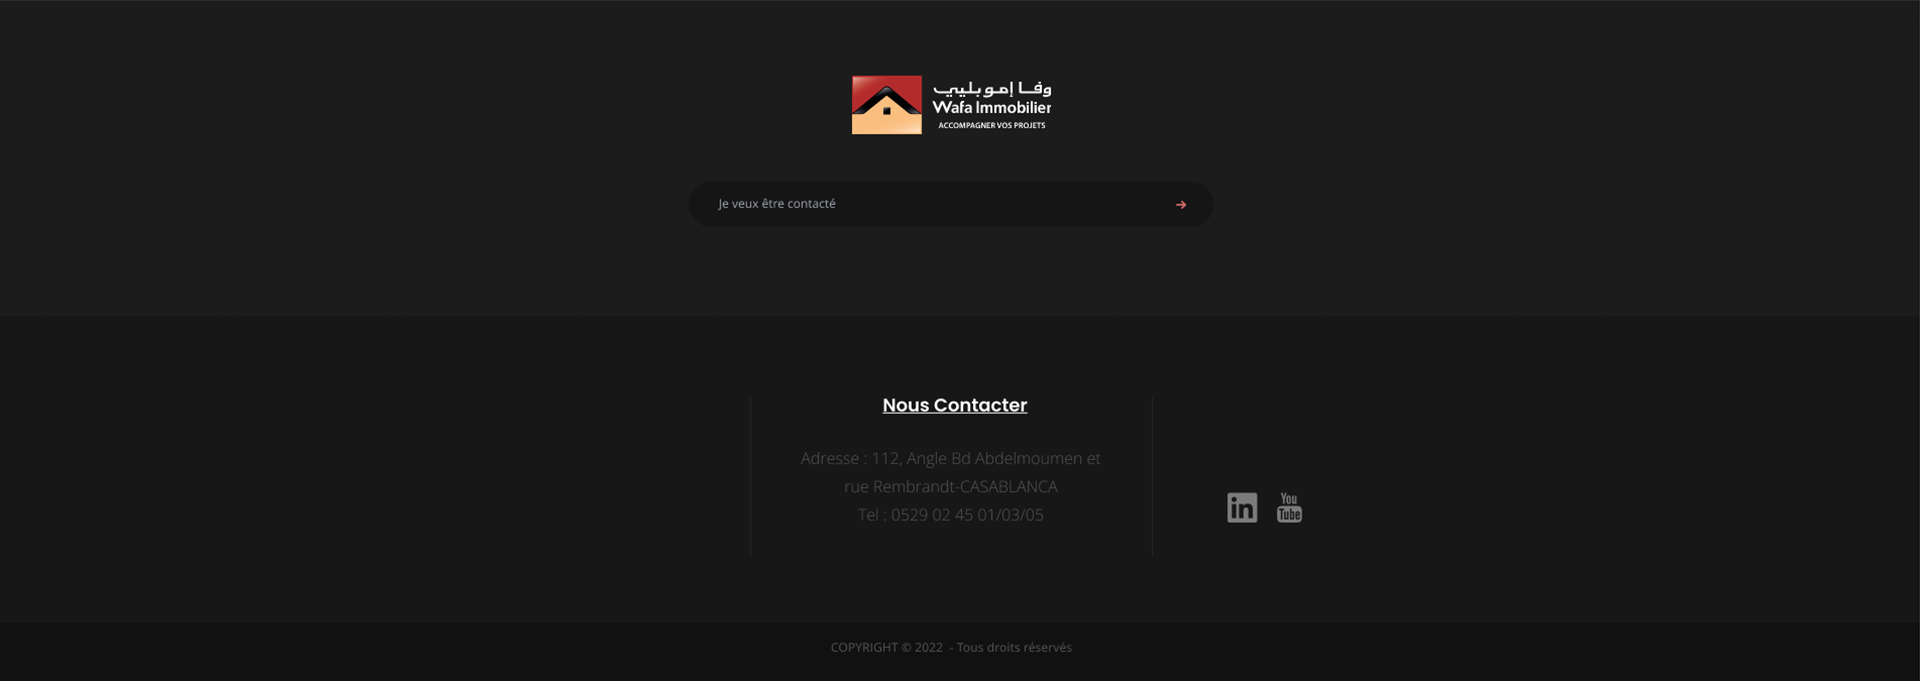 وفا إموبليي
Wafa Immobilier
ACCOMPAGNER VOS PROJETS
Je veux être contacté
Nous Contacter
Adresse : 112, Angle Bd Abdelmoumen et
rue Rembrandt-CASABLANCA
Tel : 0529 02 45 01/03/05
in
You
Tube
COPYRIGHT © 2022 - Tous droits réservés